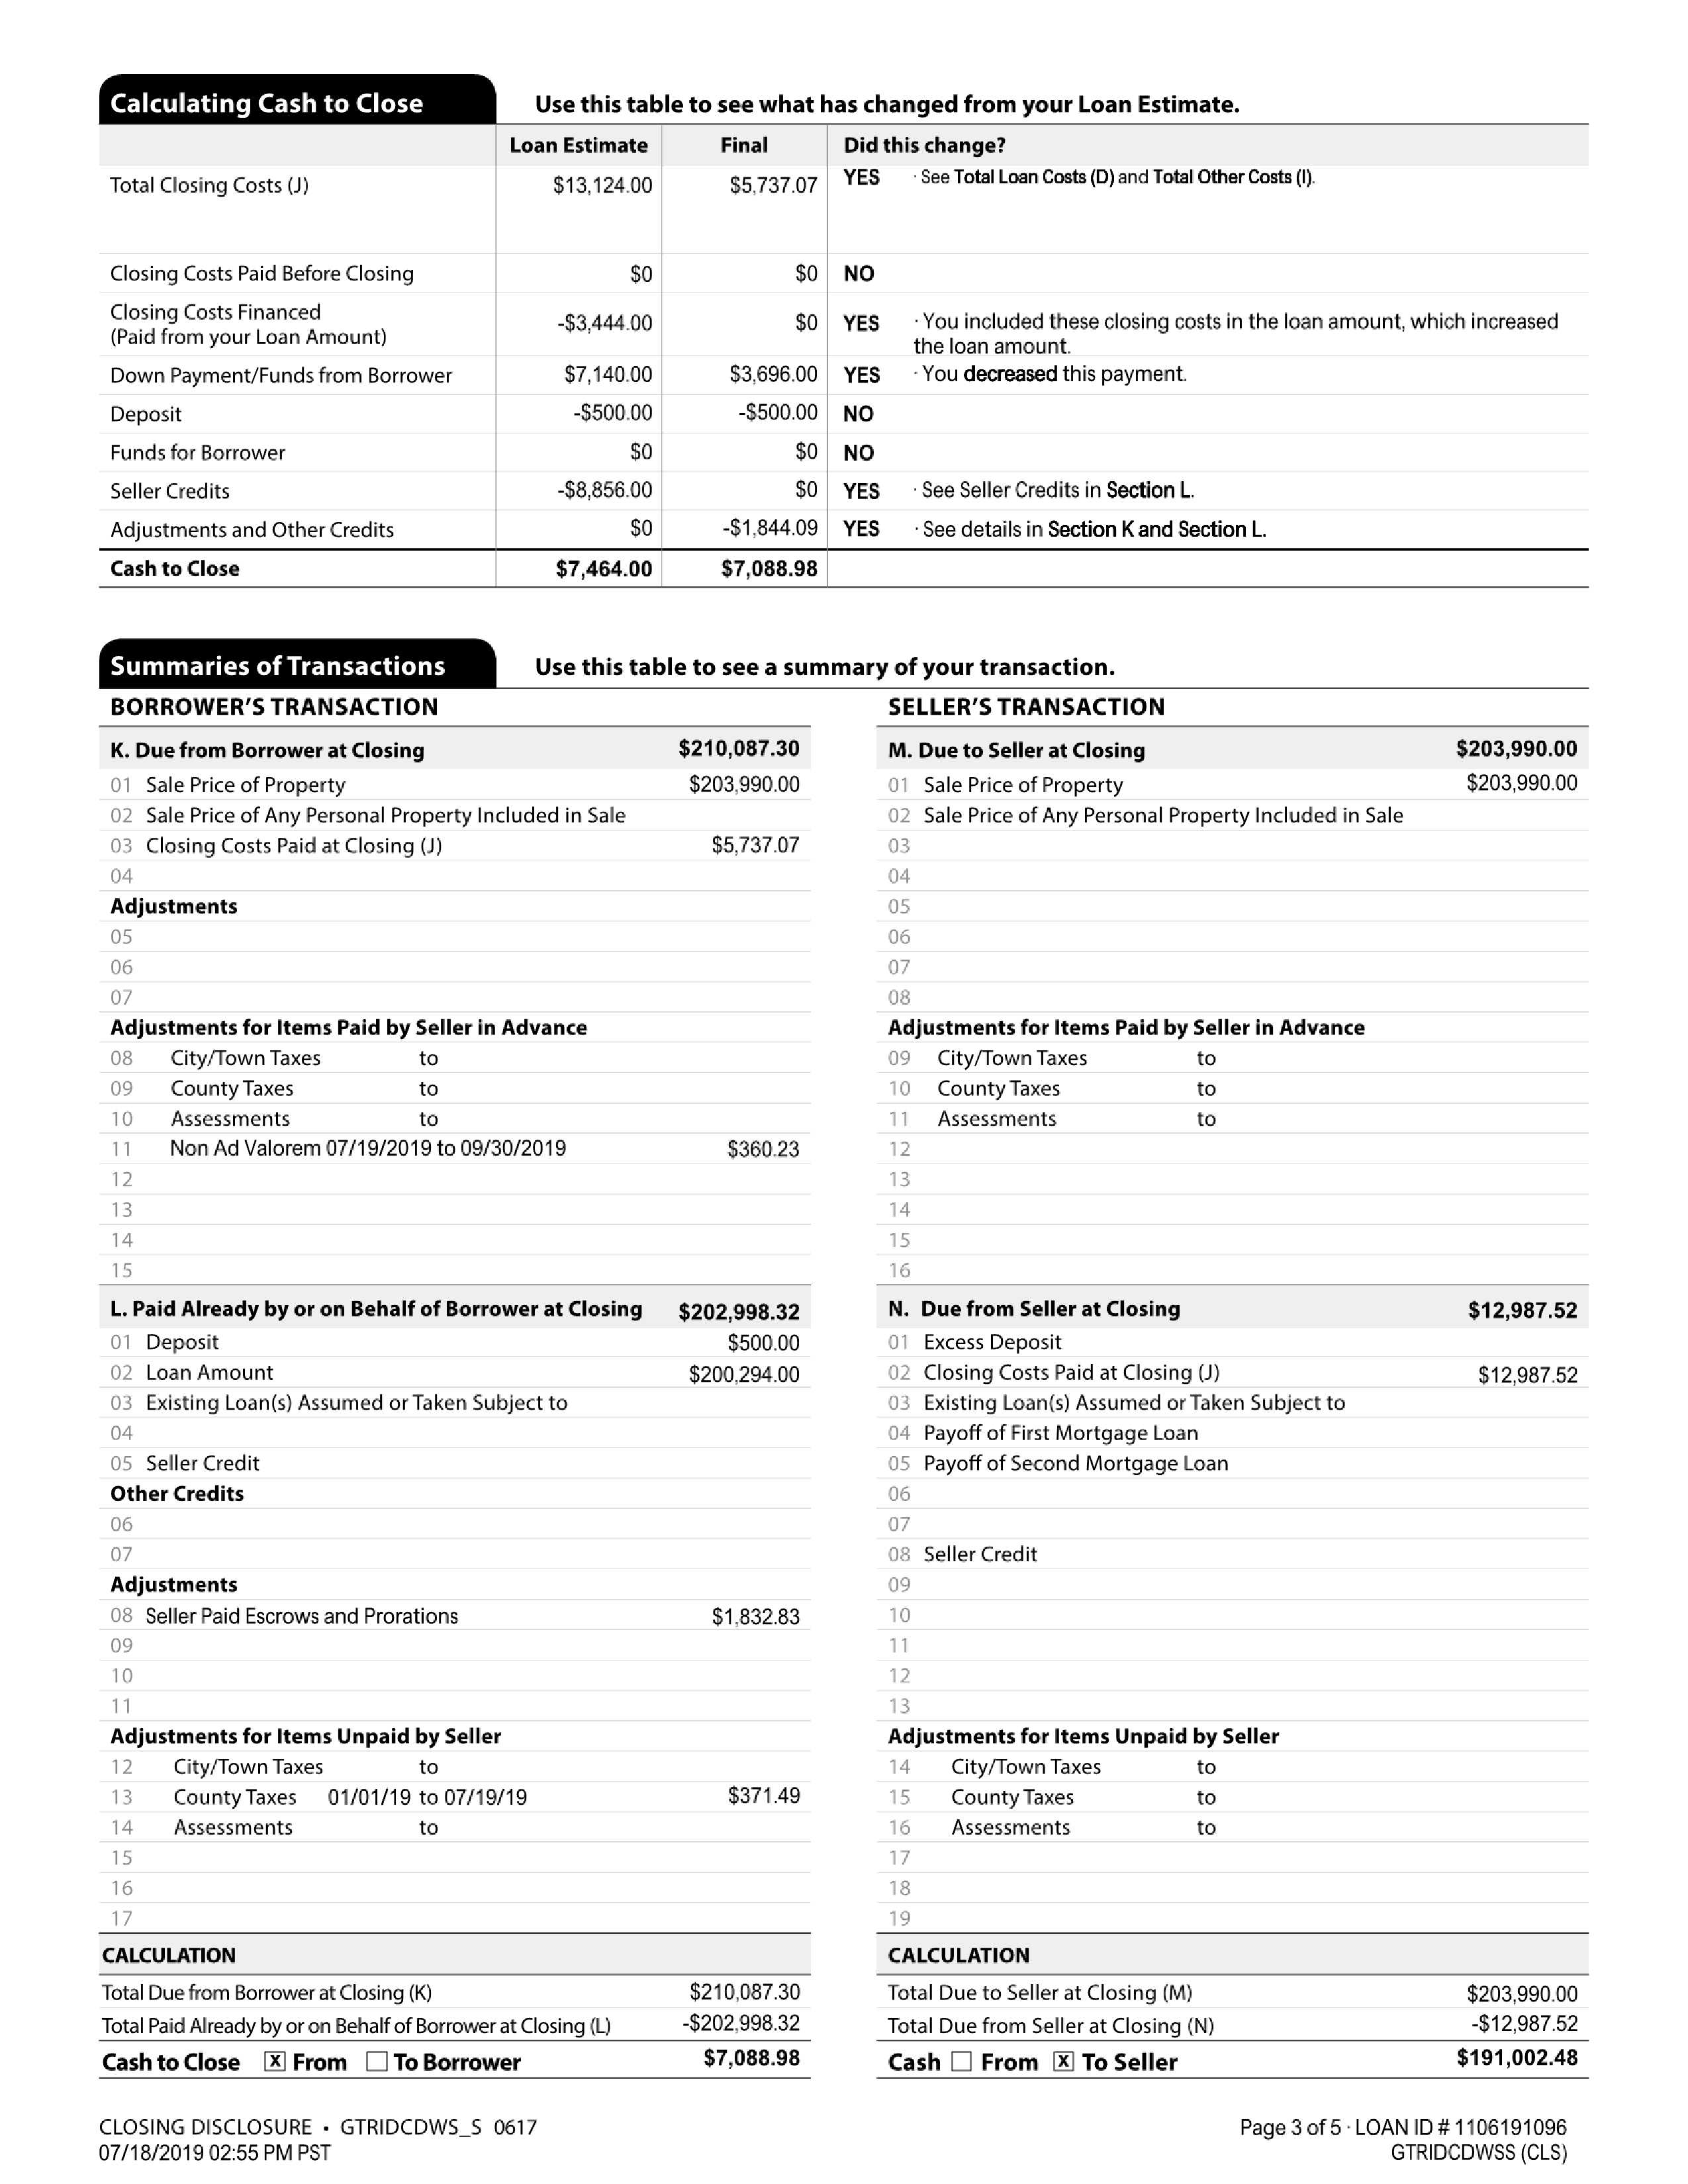 Calculating Cash to Close Use this table to see what has changed from your Loan Estimate.
Loan Estimate Final Did this change?
Total Closing Costs (J) $13,124.00 $5,737.07 YES · See Total Loan Costs (D) and Total Other Costs (I).
Closing Costs Paid Before Closing $0 $0 NO
Closing Costs Financed
(Paid from your Loan Amount) -$3,444.00 $0 YES · You included these closing costs in the loan amount, which increased
the loan amount.
Down Payment/Funds from Borrower $7,140.00 $3,696.00 YES · You decreased this payment.
Deposit -$500.00 -$500.00 NO
Funds for Borrower $0 $0 NO
Seller Credits -$8,856.00 $0 YES · See Seller Credits in Section L.
Adjustments and Other Credits $0 -$1,844.09 YES · See details in Section K and Section L.
Cash to Close $7,464.00 $7,088.98
Summaries of Transactions Use this table to see a summary of your transaction.
BORROWER'S TRANSACTION
K. Due from Borrower at Closing $210,087.30
01 Sale Price of Property $203,990.00
02 Sale Price of Any Personal Property Included in Sale
03 Closing Costs Paid at Closing (J) $5,737.07
04
Adjustments
05
06
07
Adjustments for Items Paid by Seller in Advance
08 City/Town Taxes to
09 County Taxes to
10 Assessments to
11 Non Ad Valorem 07/19/2019 to 09/30/2019 $360.23
12
13
14
15
L. Paid Already by or on Behalf of Borrower at Closing $202,998.32
01 Deposit $500.00
02 Loan Amount $200,294.00
03 Existing Loan(s) Assumed or Taken Subject to
04
05 Seller Credit
Other Credits
06
07
Adjustments
08 Seller Paid Escrows and Prorations $1,832.83
09
10
11
Adjustments for Items Unpaid by Seller
12 City/Town Taxes to
13 County Taxes 01/01/19 to 07/19/19 $371.49
14 Assessments to
15
16
17
CALCULATION
Total Due from Borrower at Closing (K) $210,087.30
Total Paid Already by or on Behalf of Borrower at Closing (L) -$202,998.32
Cash to Close X From To Borrower $7,088.98
SELLER'S TRANSACTION
M. Due to Seller at Closing $203,990.00
01 Sale Price of Property $203,990.00
02 Sale Price of Any Personal Property Included in Sale
03
04
05
06
07
08
Adjustments for Items Paid by Seller in Advance
09 City/Town Taxes to
10 County Taxes to
11 Assessments to
12
13
14
15
16
N. Due from Seller at Closing $12,987.52
01 Excess Deposit
02 Closing Costs Paid at Closing (J) $12,987.52
03 Existing Loan(s) Assumed or Taken Subject to
04 Payoff of First Mortgage Loan
05 Payoff of Second Mortgage Loan
06
07
08 Seller Credit
09
10
11
12
13
Adjustments for Items Unpaid by Seller
14 City/Town Taxes to
15 County Taxes to
16 Assessments to
17
18
19
CALCULATION
Total Due to Seller at Closing (M) $203,990.00
Total Due from Seller at Closing (N) -$12,987.52
Cash From X To Seller $191,002.48
CLOSING DISCLOSURE • GTRIDCDWS_S 0617
07/18/2019 02:55 PM PST
Page 3 of 5 · LOAN ID # 1106191096
GTRIDCDWSS (CLS)